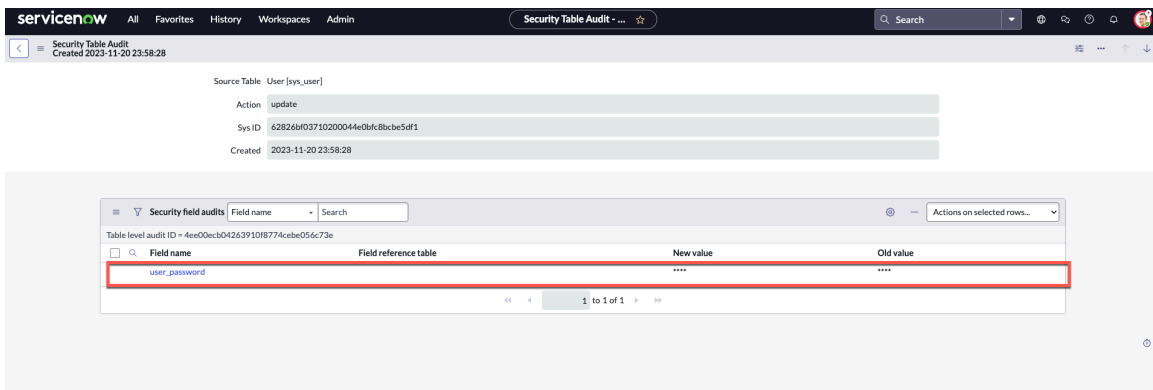 servicenow All Favorites History Workspaces Admin Security Table Audit - ... Search
Security Table Audit
Created 2023-11-20 23:58:28
Source Table User [sys_user]
Action update
Sys ID 62826bf03710200044e0bfc8bcbe5df1
Created 2023-11-20 23:58:28
Security field audits Field name Search Actions on selected rows...
Table level audit ID = 4ee00ecb04263910f8774cebe056c73e
Field name Field reference table New value Old value
user_password **** ****
1 to 1 of 1